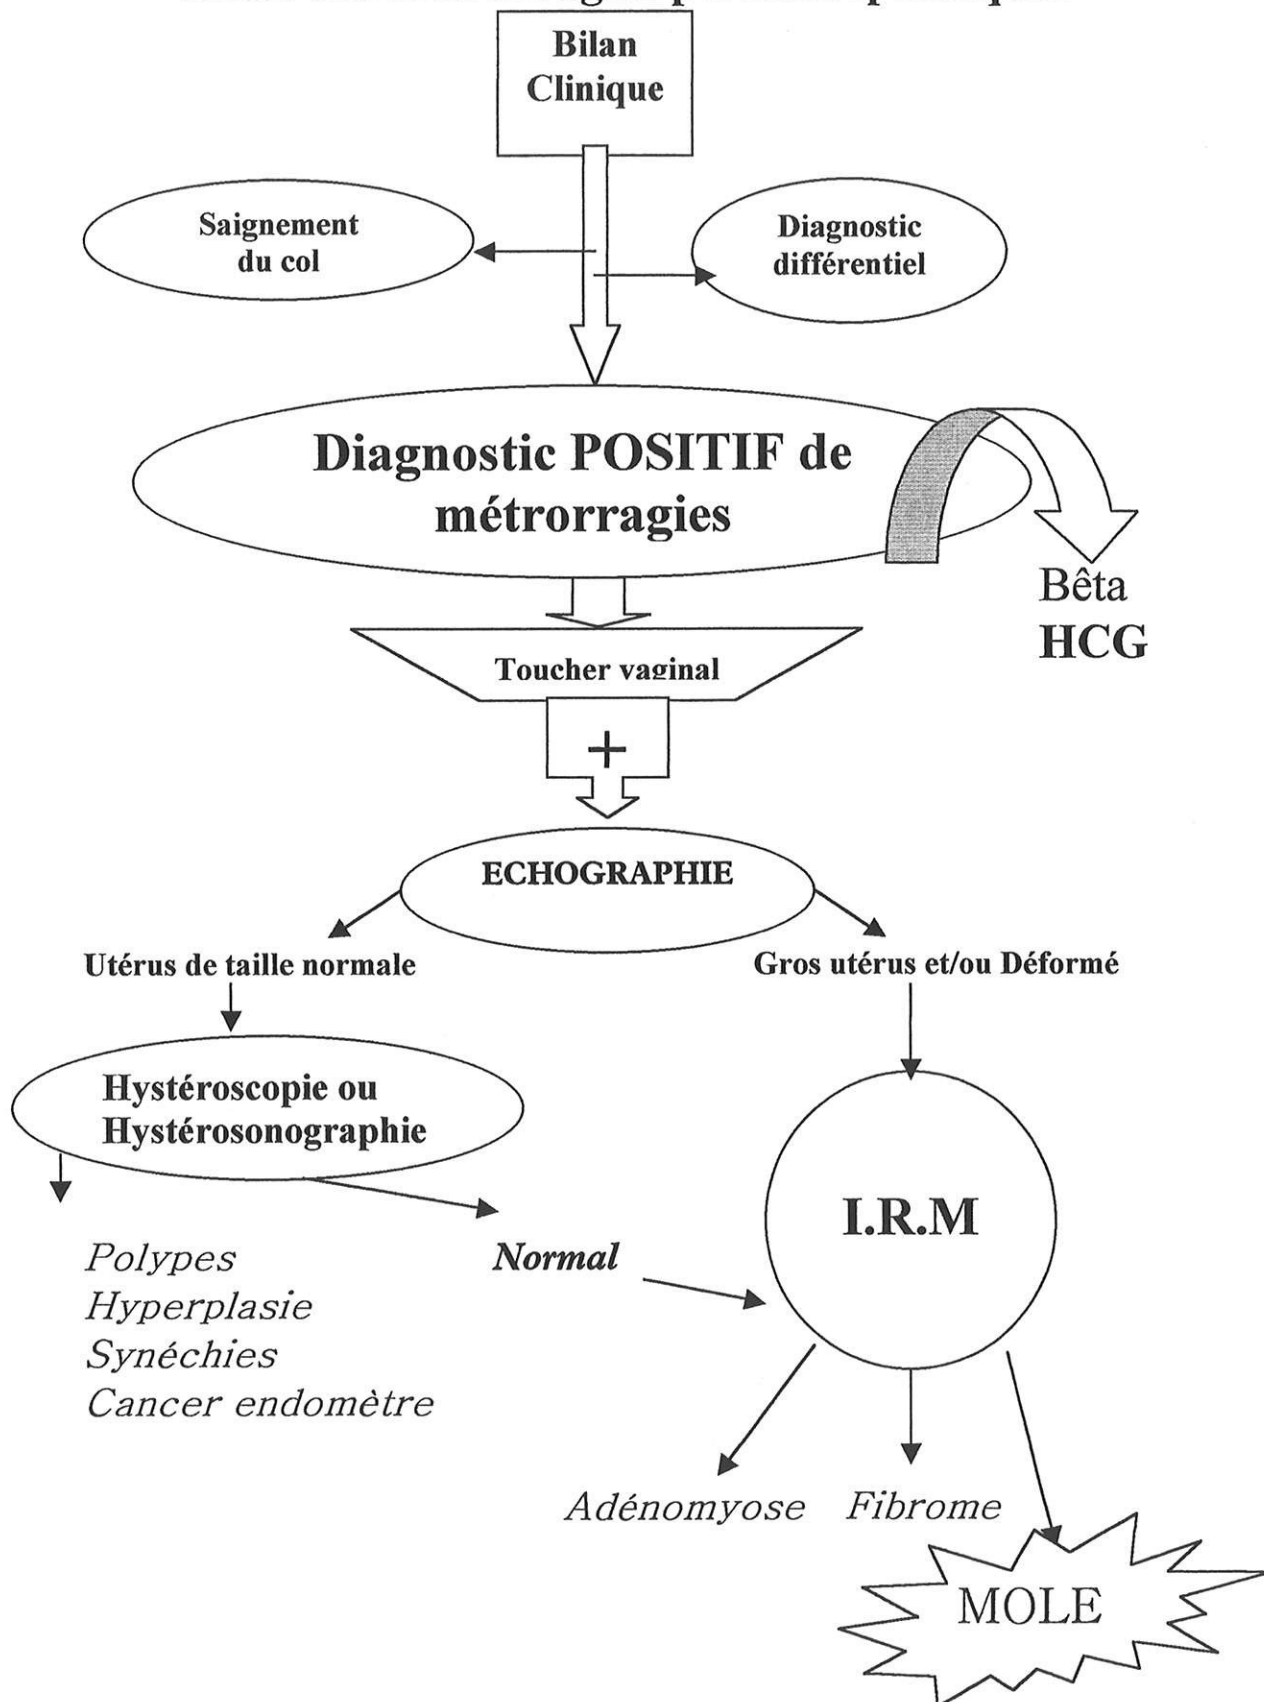 Bilan
Clinique
Saignement
du col
Diagnostic
différentiel
Diagnostic POSITIF de
métrorragies
Bêta
HCG
Toucher vaginal
+
ECHOGRAPHIE
Utérus de taille normale
Gros utérus et/ou Déformé
Hystéroscopie ou
Hystérosonographie
I.R.M
Polypes
Hyperplasie
Synéchies
Cancer endomètre
Normal
Adénomyose
Fibrome
MOLE